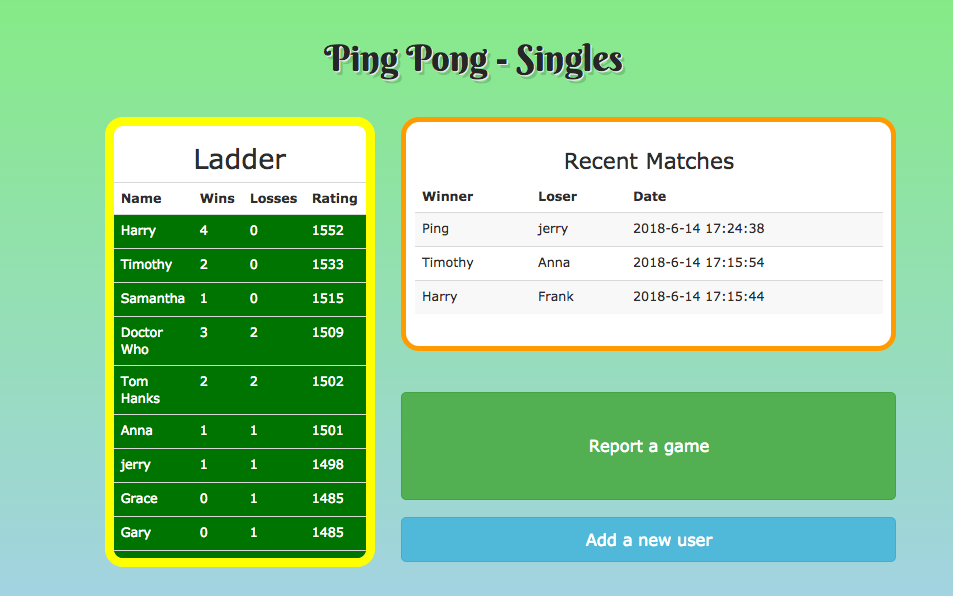 Ping Pong - Singles
Ladder
Name Wins Losses Rating
Harry 4 0 1552
Timothy 2 0 1533
Samantha 1 0 1515
Doctor Who 3 2 1509
Tom Hanks 2 2 1502
Anna 1 1 1501
jerry 1 1 1498
Grace 0 1 1485
Gary 0 1 1485
Recent Matches
Winner Loser Date
Ping jerry 2018-6-14 17:24:38
Timothy Anna 2018-6-14 17:15:54
Harry Frank 2018-6-14 17:15:44
Report a game
Add a new user